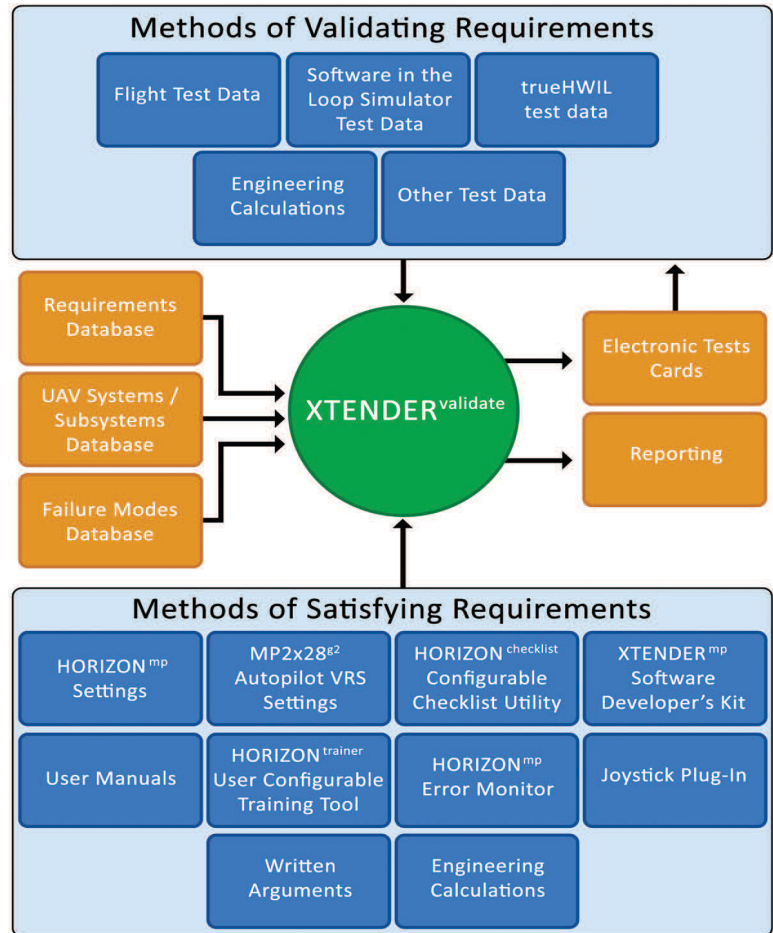 Methods of Validating Requirements
Flight Test Data
Software in the
Loop Simulator
Test Data
trueHWIL
test data
Engineering
Calculations
Other Test Data
Requirements
Database
UAV Systems /
Subsystems
Database
Failure Modes
Database
XTENDER validate
Electronic Tests
Cards
Reporting
Methods of Satisfying Requirements
HORIZON mp
Settings
MP2x28 g2
Autopilot VRS
Settings
HORIZON checklist
Configurable
Checklist Utility
XTENDER mp
Software
Developer's Kit
User Manuals
HORIZON trainer
User Configurable
Training Tool
HORIZON mp
Error Monitor
Joystick Plug-In
Written
Arguments
Engineering
Calculations